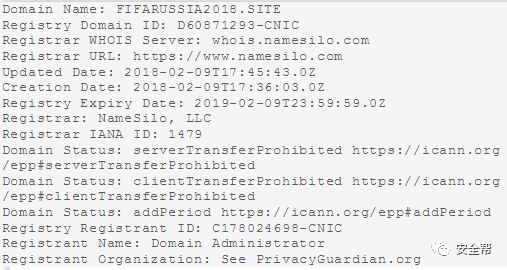 Domain Name: FIFARUSSIA2018.SITE
Registry Domain ID: D60871293-CNIC
Registrar WHOIS Server: whois.namesilo.com
Registrar URL: https://www.namesilo.com
Updated Date: 2018-02-09T17:45:43.0Z
Creation Date: 2018-02-09T17:36:03.0Z
Registry Expiry Date: 2019-02-09T23:59:59.0Z
Registrar: NameSilo, LLC
Registrar IANA ID: 1479
Domain Status: serverTransferProhibited https://icann.org
/epp#serverTransferProhibited
Domain Status: clientTransferProhibited https://icann.org
/epp#clientTransferProhibited
Domain Status: addPeriod https://icann.org/epp#addPeriod
Registry Registrant ID: C178024698-CNIC
Registrant Name: Domain Administrator
Registrant Organization: See PrivacyGuardian.org
安全帮